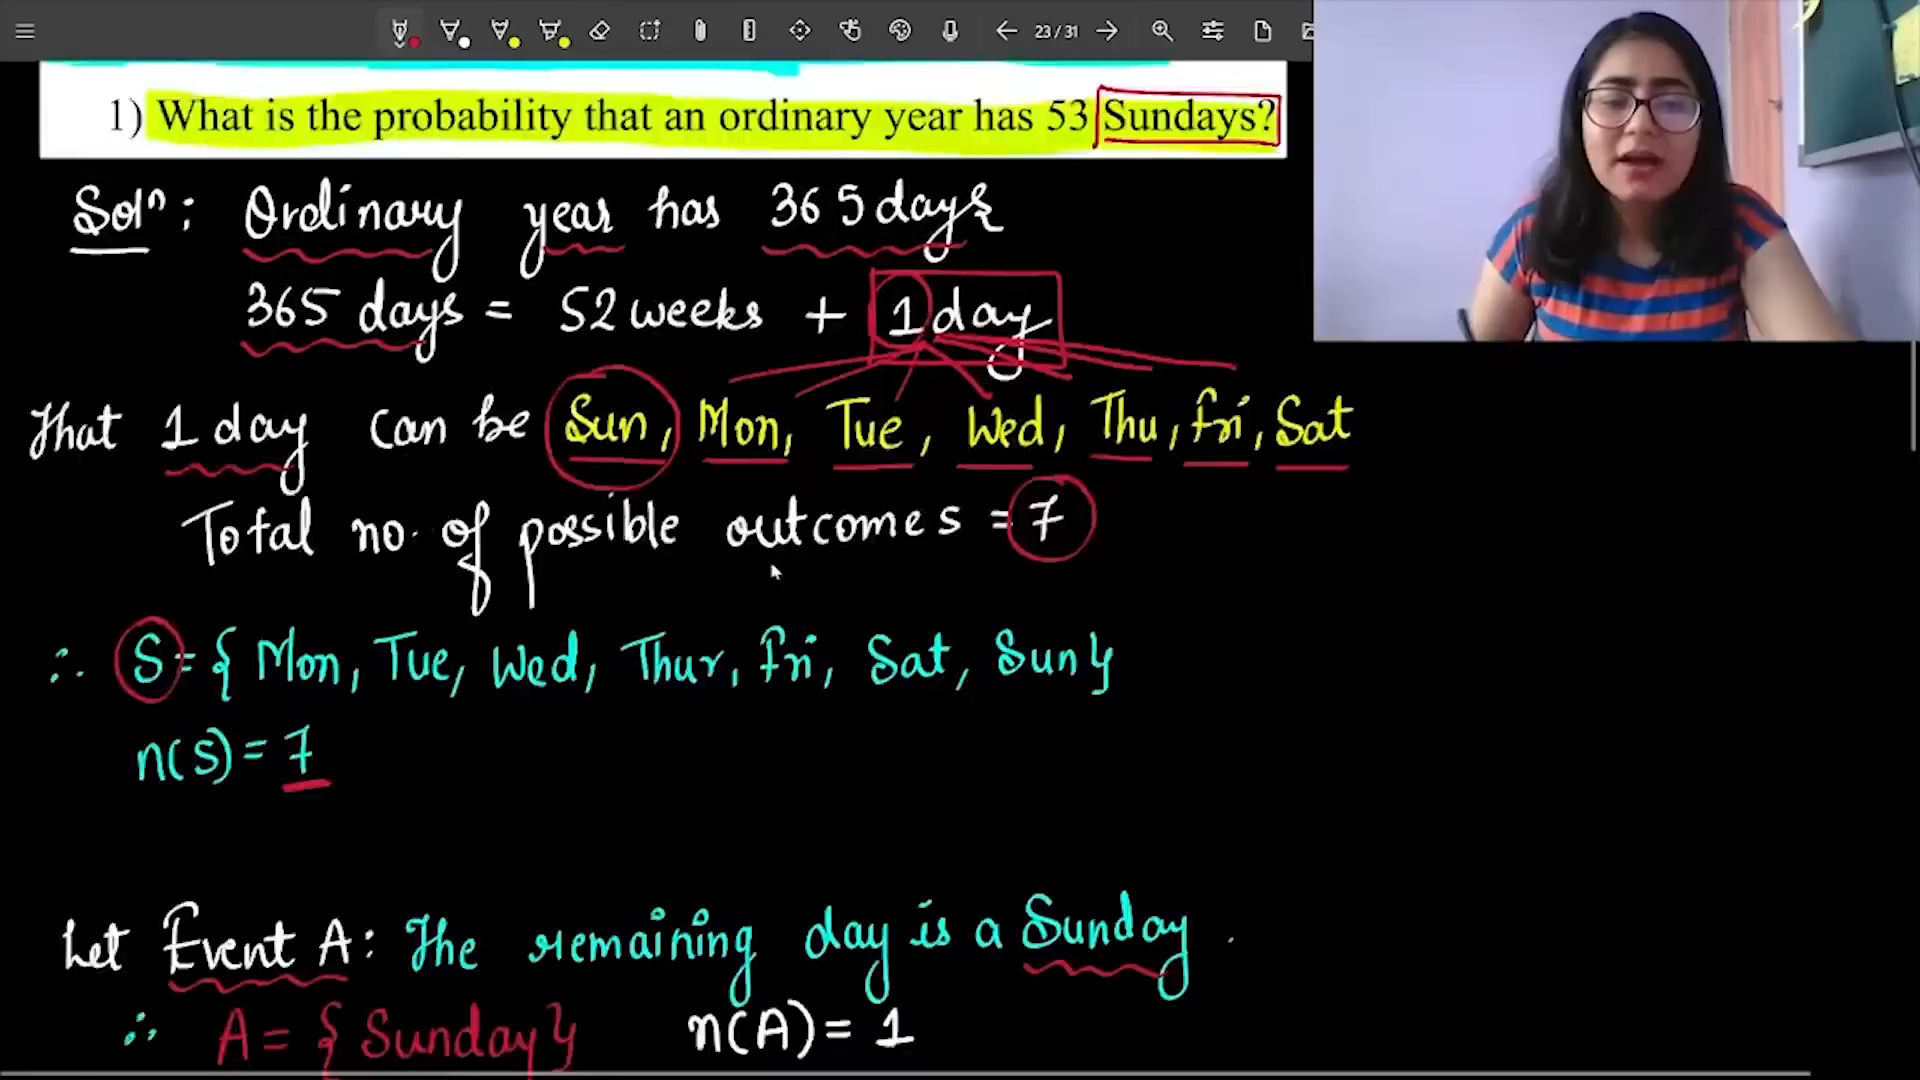 23 / 31
1) What is the probability that an ordinary year has 53 Sundays?
Solⁿ: Ordinary year has 365 days
365 days = 52 weeks + 1 day
That 1 day can be Sun, Mon, Tue, Wed, Thu, Fri, Sat
Total no. of possible outcomes = 7
∴ S = { Mon, Tue, Wed, Thur, Fri, Sat, Sun}
n(S) = 7
Let Event A: The remaining day is a Sunday.
∴ A = { Sunday} n(A) = 1